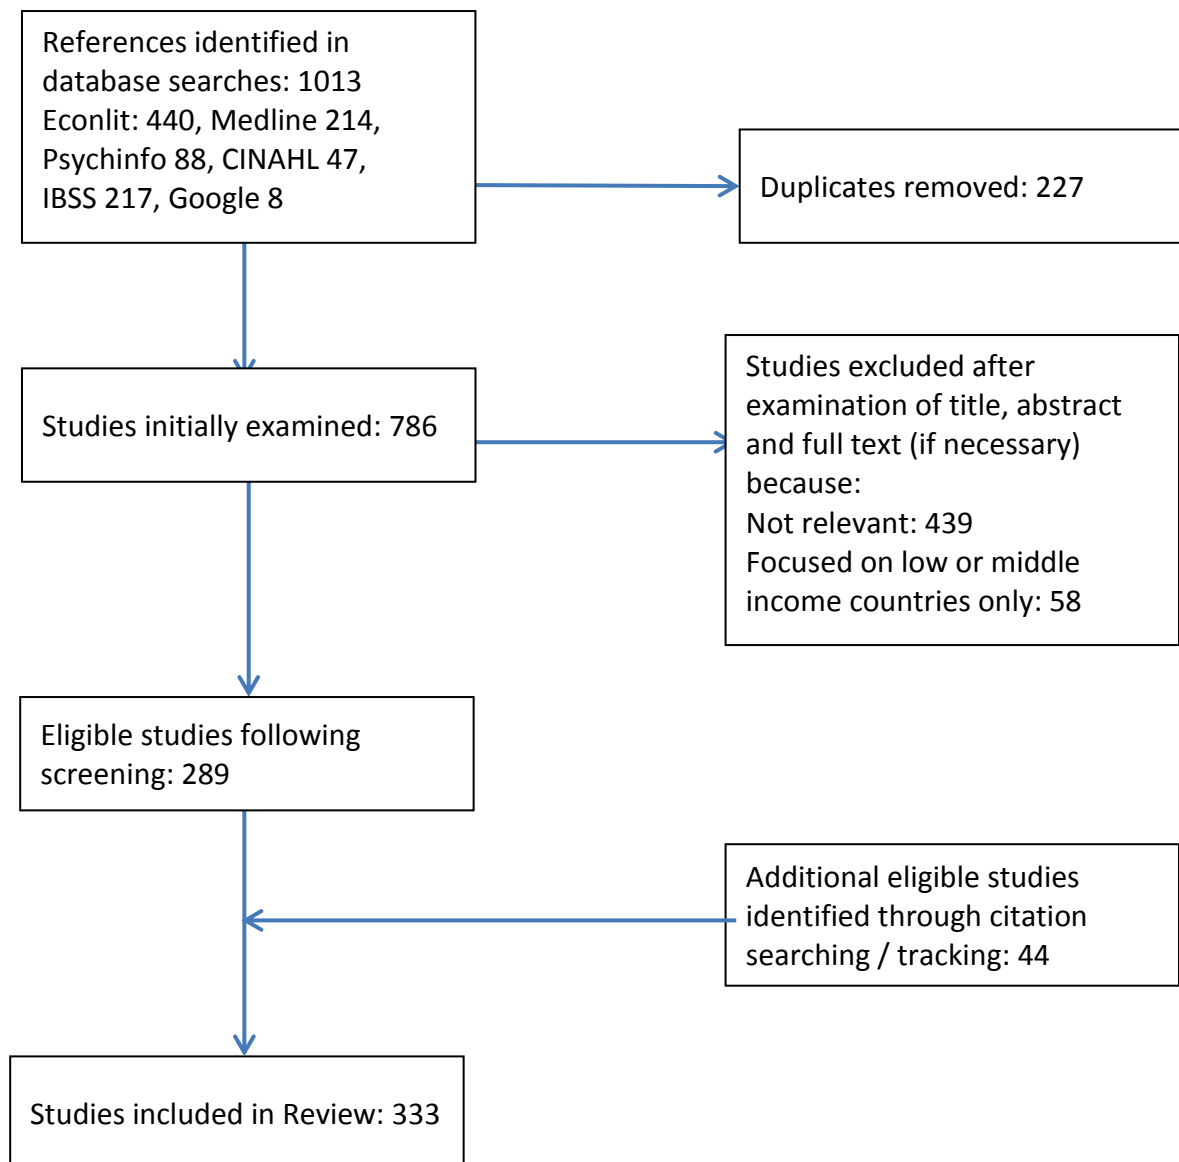 References identified in
database searches: 1013
Econlit: 440, Medline 214,
Psychinfo 88, CINAHL 47,
IBSS 217, Google 8
Duplicates removed: 227
Studies initially examined: 786
Studies excluded after
examination of title, abstract
and full text (if necessary)
because:
Not relevant: 439
Focused on low or middle
income countries only: 58
Eligible studies following
screening: 289
Additional eligible studies
identified through citation
searching / tracking: 44
Studies included in Review: 333